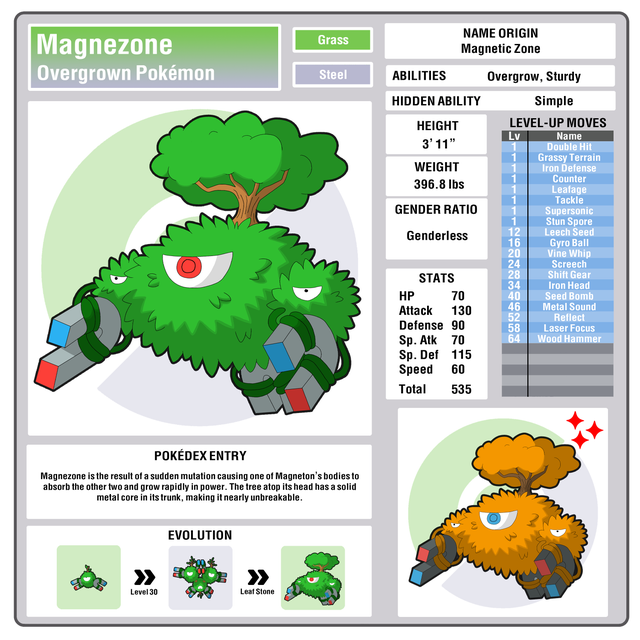 Magnezone
Overgrown Pokémon
Grass
Steel
NAME ORIGIN
Magnetic Zone
ABILITIES Overgrow, Sturdy
HIDDEN ABILITY Simple
HEIGHT
3' 11”
WEIGHT
396.8 lbs
GENDER RATIO
Genderless
STATS
HP 70
Attack 130
Defense 90
Sp. Atk 70
Sp. Def 115
Speed 60
Total 535
LEVEL-UP MOVES
Lv Name
1 Double Hit
1 Grassy Terrain
1 Iron Defense
1 Counter
1 Leafage
1 Tackle
1 Supersonic
1 Stun Spore
12 Leech Seed
16 Gyro Ball
20 Vine Whip
24 Screech
28 Shift Gear
34 Iron Head
40 Seed Bomb
46 Metal Sound
52 Reflect
58 Laser Focus
64 Wood Hammer
POKÉDEX ENTRY
Magnezone is the result of a sudden mutation causing one of Magneton's bodies to
absorb the other two and grow rapidly in power. The tree atop its head has a solid
metal core in its trunk, making it nearly unbreakable.
EVOLUTION
Level 30
Leaf Stone